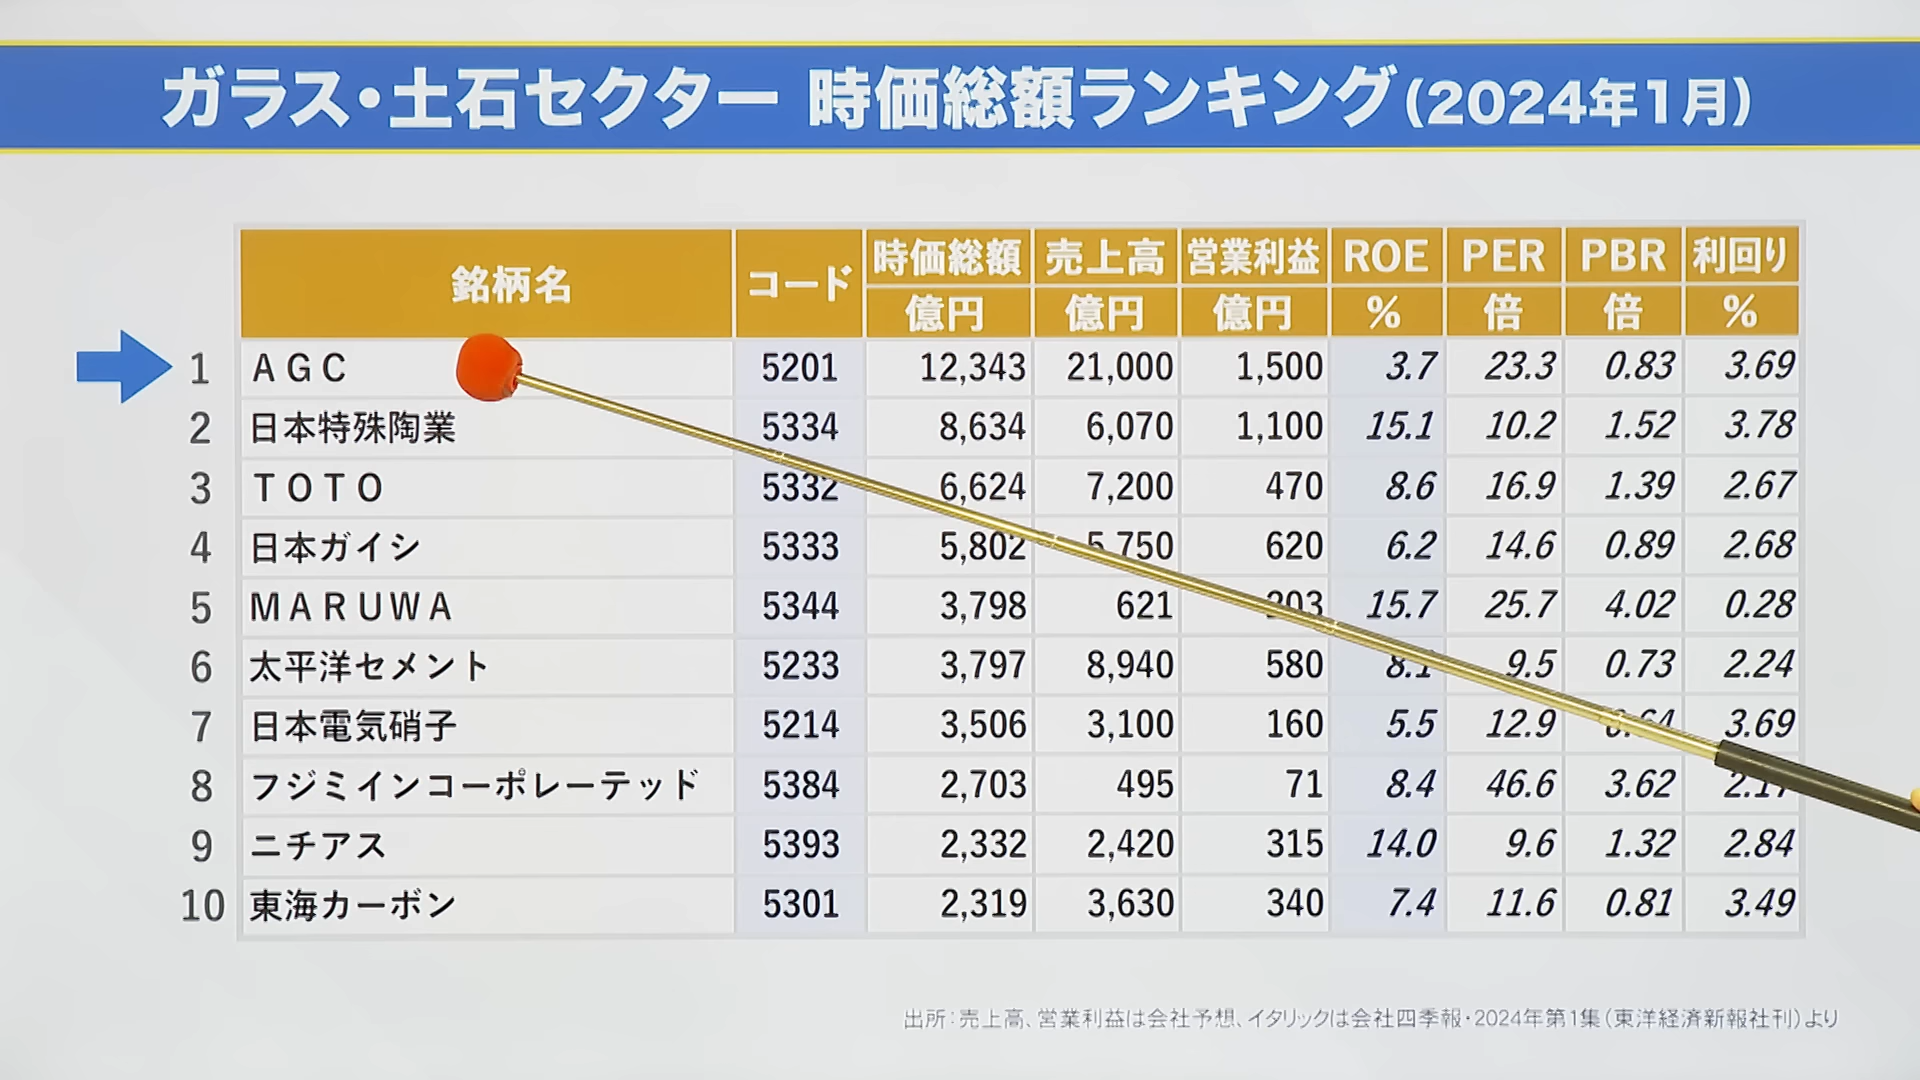 ガラス・土石セクター 時価総額ランキング(2024年1月)
銘柄名 コード 時価総額 売上高 営業利益 ROE PER PBR 利回り
億円 億円 億円 % 倍 倍 %
1 AGC 5201 12,343 21,000 1,500 3.7 23.3 0.83 3.69
2 日本特殊陶業 5334 8,634 6,070 1,100 15.1 10.2 1.52 3.78
3 TOTO 5332 6,624 7,200 470 8.6 16.9 1.39 2.67
4 日本ガイシ 5333 5,802 5,750 620 6.2 14.6 0.89 2.68
5 MARUWA 5344 3,798 621 203 15.7 25.7 4.02 0.28
6 太平洋セメント 5233 3,797 8,940 580 8.1 9.5 0.73 2.24
7 日本電気硝子 5214 3,506 3,100 160 5.5 12.9 3.69
8 フジミインコーポレーテッド 5384 2,703 495 71 8.4 46.6 3.62 2.17
9 ニチアス 5393 2,332 2,420 315 14.0 9.6 1.32 2.84
10 東海カーボン 5301 2,319 3,630 340 7.4 11.6 0.81 3.49
出所：売上高、営業利益は会社予想、イタリックは会社四季報・2024年第1集（東洋経済新報社刊）より